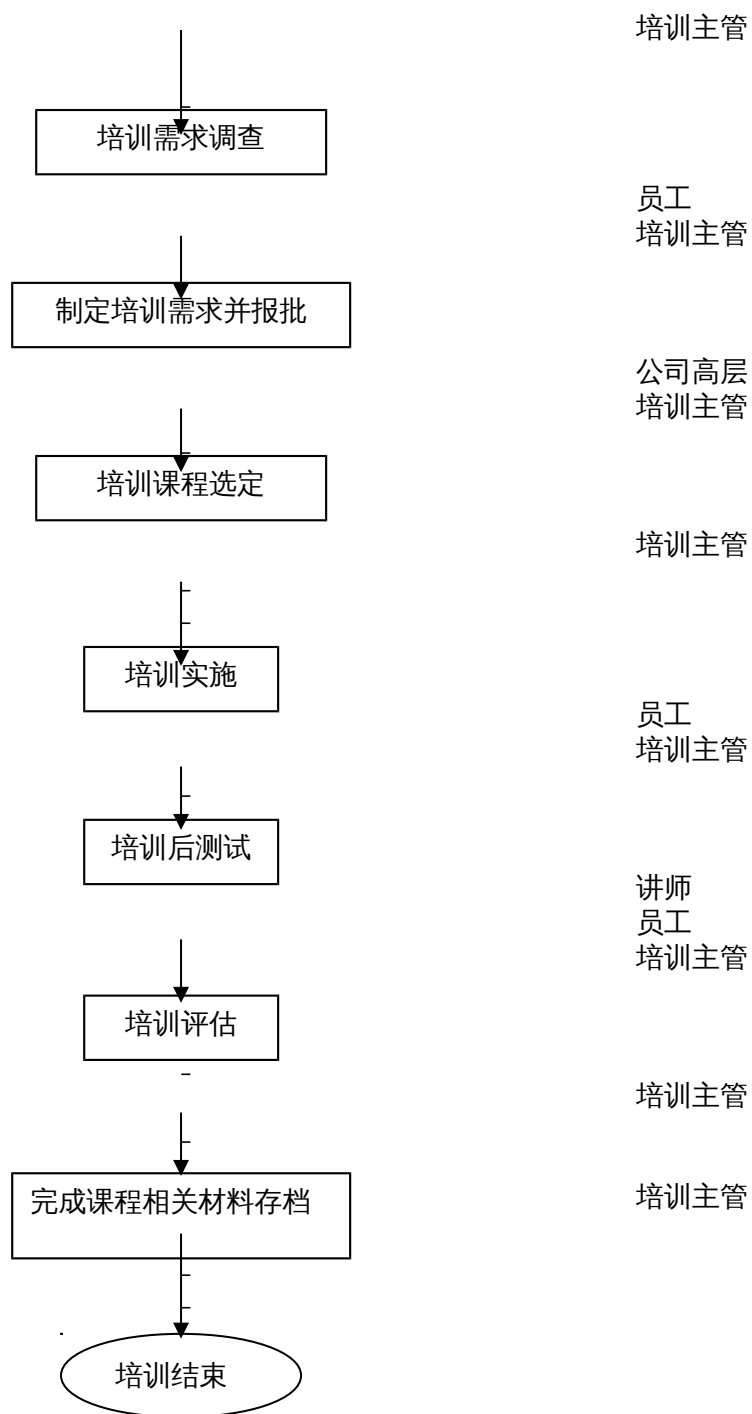 培训主管
培训需求调查
员工
培训主管
制定培训需求并报批
公司高层
培训主管
培训课程选定
培训主管
培训实施
员工
培训主管
培训后测试
讲师
员工
培训主管
培训评估
培训主管
完成课程相关材料存档
培训主管
培训结束